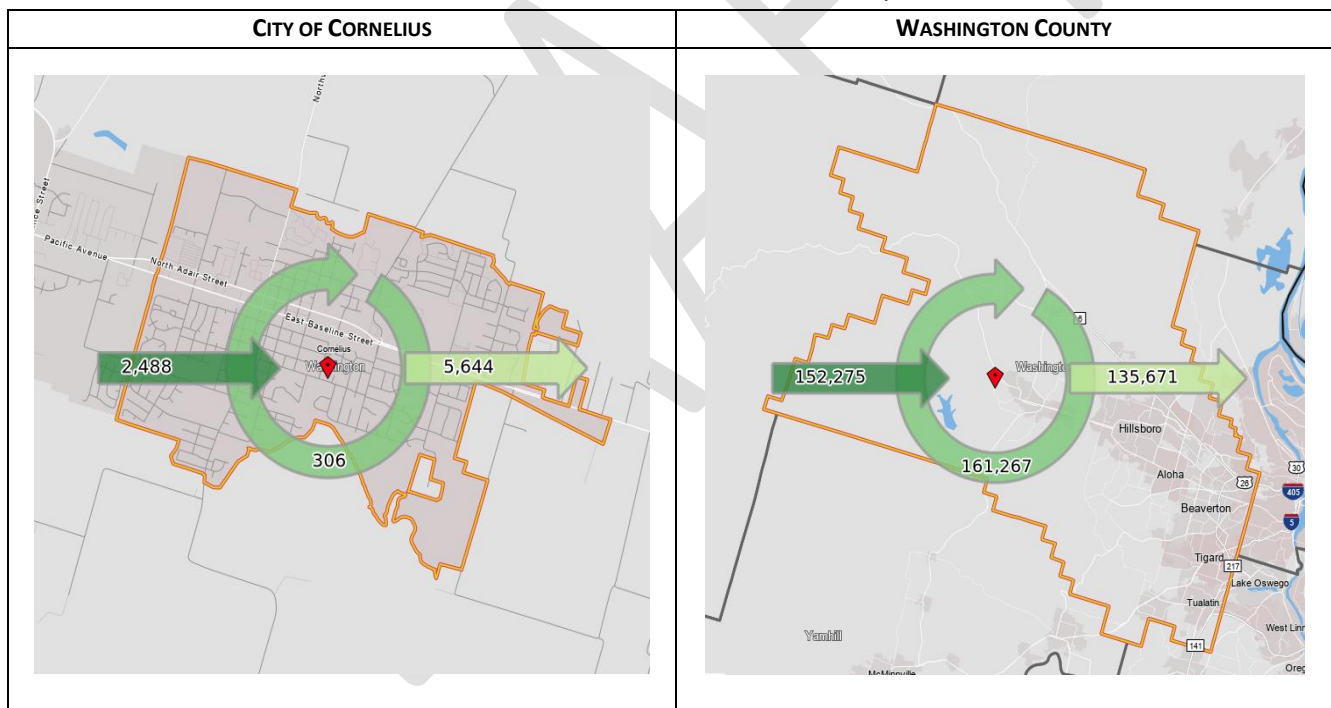 CITY OF CORNELIUS
WASHINGTON COUNTY
Pacific Avenue
North Adair Street
East Baseline Street
Cornelius
Washington
2,488
5,644
306
Washingto
152,275
135,671
161,267
Hillsboro
Aloha
26
Beaverton
30
405
5
Tigard
217
Lake Oswego
Tualatin
West Linn
141
Yamhill
McMinnville
Oreg